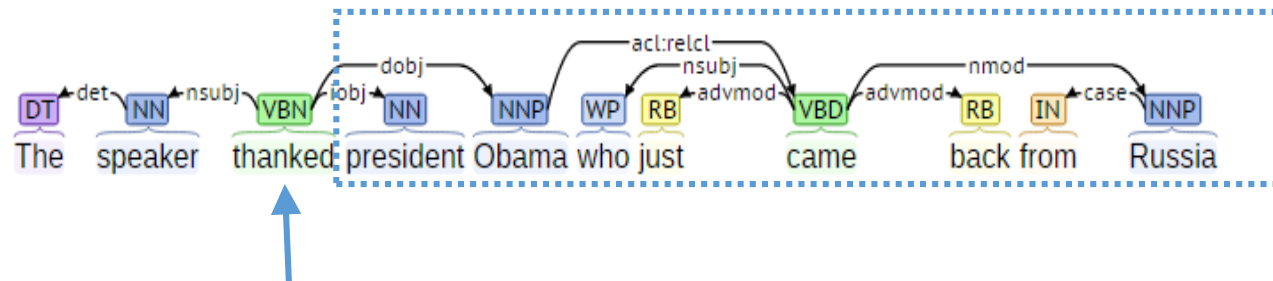 acl:relcl
dobj nsubj nmod
det nsubj iobj advmod advmod case
DT NN VBN NN NNP WP RB VBD RB IN NNP
The speaker thanked president Obama who just came back from Russia